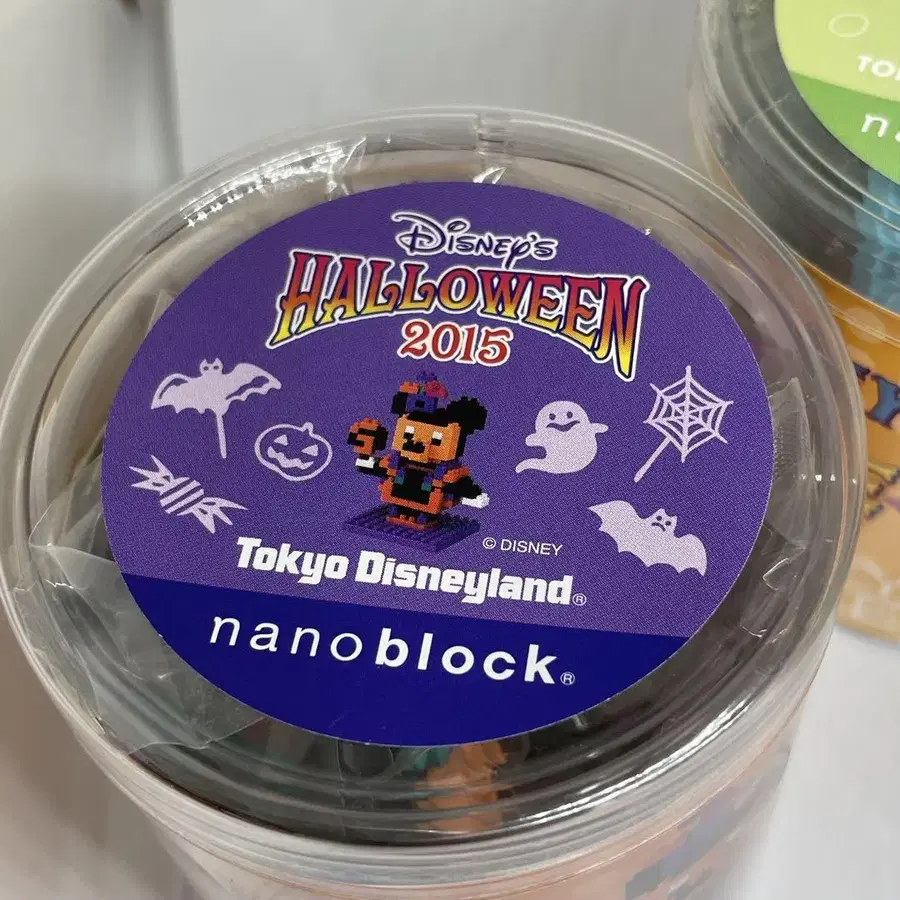 Disney's
HALLOWEEN
2015
© DISNEY
Tokyo Disneyland®
nanoblock®